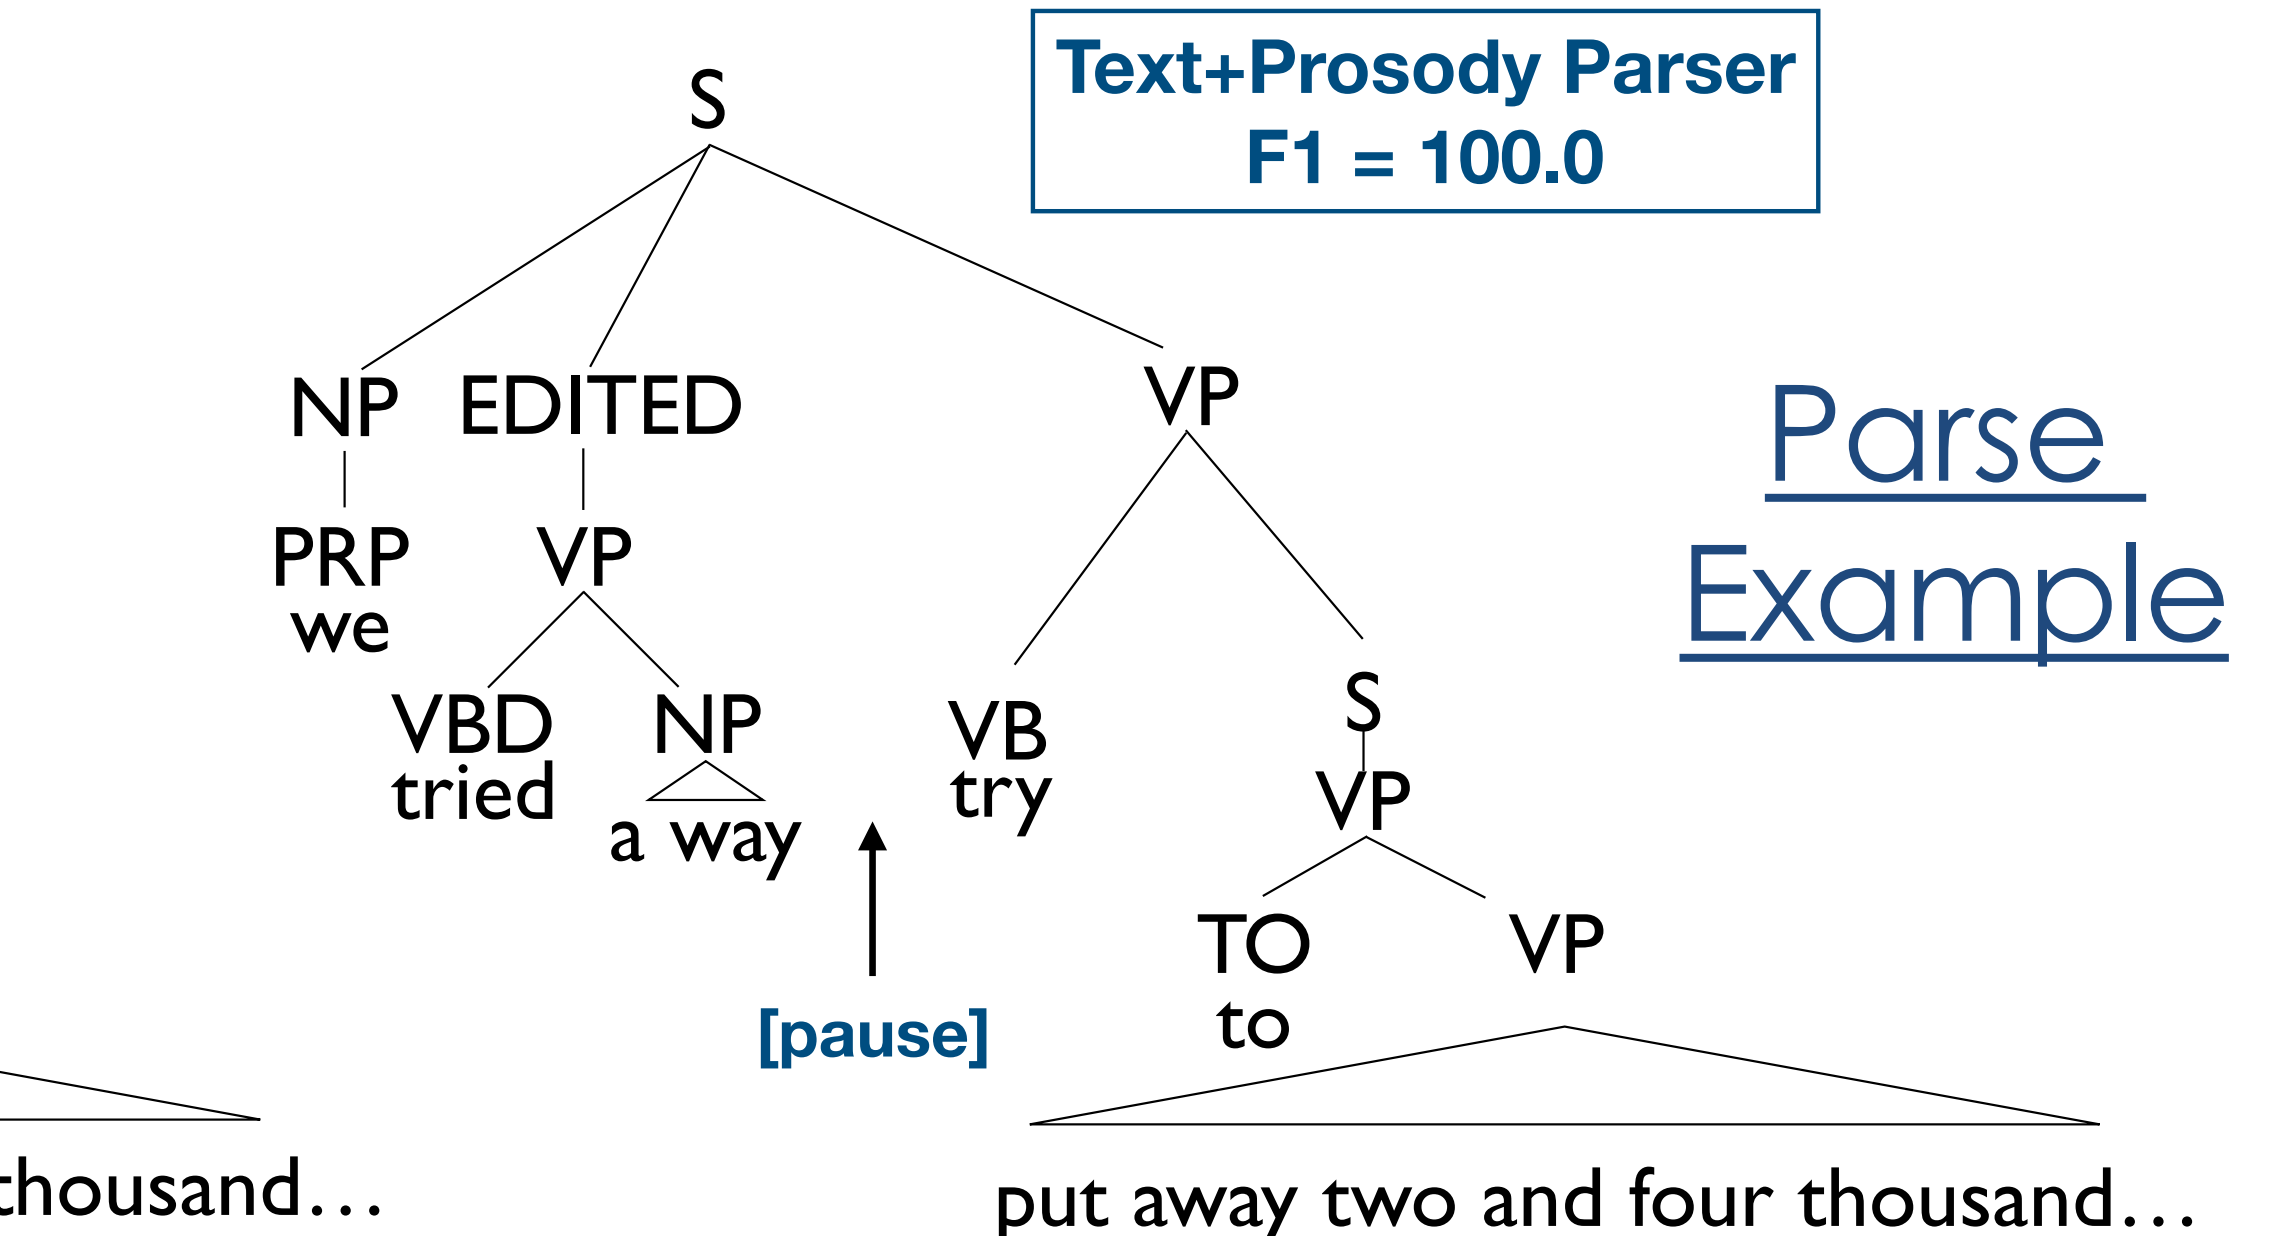 Text+Prosody Parser
F1 = 100.0
S
NP EDITED VP
Parse
Example
PRP VP
we
VBD NP VB S
tried try VP
a way
TO VP
[pause] to
thousand…
put away two and four thousand…